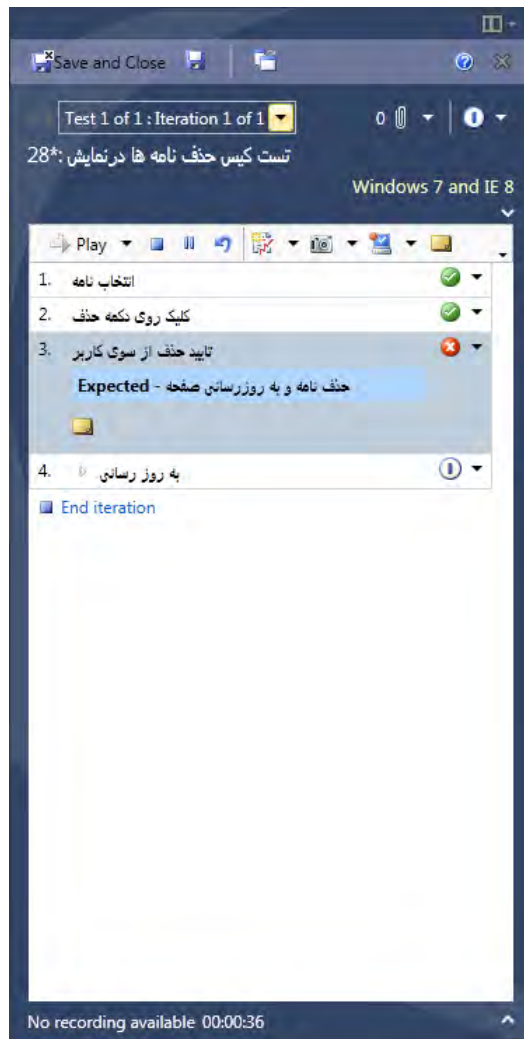 Save and Close
Test 1 of 1 : Iteration 1 of 1
0
28*: تست کیس حذف نامه ها در نمایش
Windows 7 and IE 8
Play
1. انتخاب نامه
2. کلیک روی دکمه حذف
3. تایید حذف از سوی کاربر
Expected - حذف نامه و به روزرسانی صفحه
4. به روز رسانی
End iteration
No recording available 00:00:36